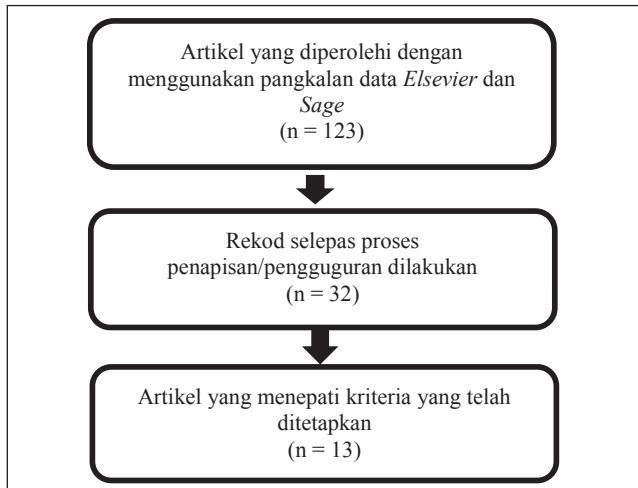 Artikel yang diperolehi dengan
menggunakan pangkalan data Elsevier dan
Sage
(n = 123)
Rekod selepas proses
penapisan/pengguguran dilakukan
(n = 32)
Artikel yang menepati kriteria yang telah
ditetapkan
(n = 13)